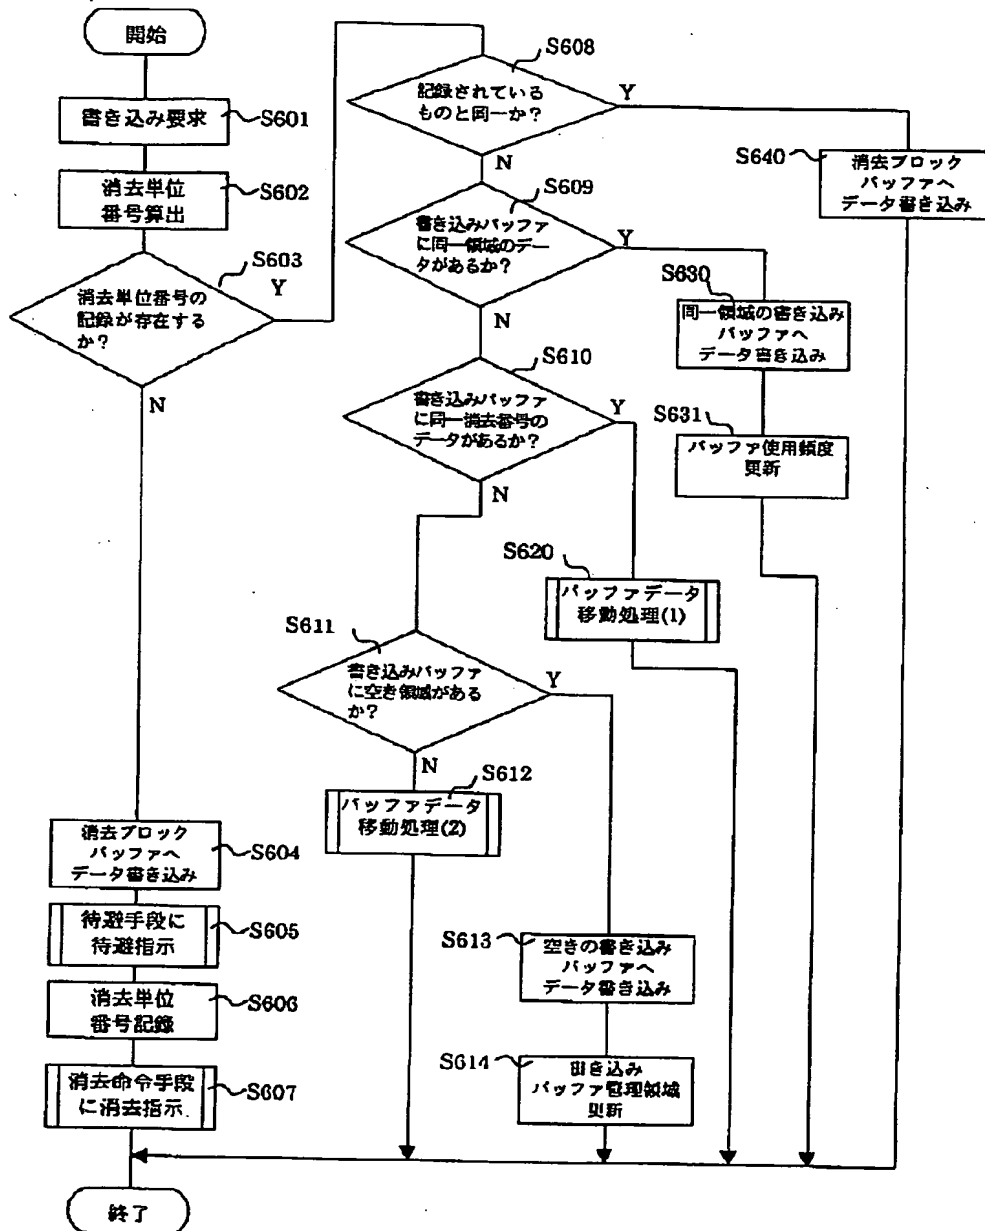 開始
書き込み要求
S601
消去単位
番号算出
S602
消去単位番号の
記録が存在する
か?
S603
Y
N
消去ブロック
バッファへ
データ書き込み
S604
待避手段に
待避指示
S605
消去単位
番号記録
S606
消去命令手段
に消去指示
S607
終了
S608
記録されている
ものと同一か?
Y
N
S640
消去ブロック
バッファへ
データ書き込み
S609
書き込みバッファ
に同一領域のデー
タがあるか?
Y
N
S630
同一領域の書き込み
バッファへ
データ書き込み
S631
バッファ使用頻度
更新
S610
書き込みバッファ
に同一消去番号の
データがあるか?
Y
N
S620
バッファデータ
移動処理(1)
S611
書き込みバッファ
に空き領域がある
か?
Y
N
S612
バッファデータ
移動処理(2)
S613
空きの書き込み
バッファへ
データ書き込み
S614
書き込み
バッファ管理領域
更新